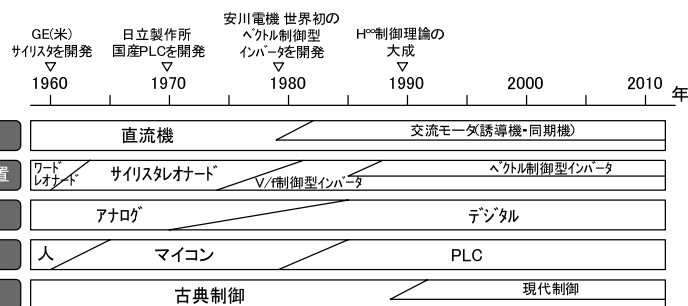 安川電機 世界初の
ﾍﾞｸﾄﾙ制御型
ｲﾝﾊﾞｰﾀを開発
GE(米)
ｻｲﾘｽﾀを開発
日立製作所
国産PLCを開発
H∞制御理論の
大成
1960 1970 1980 1990 2000 2010 年
直流機 交流モータ(誘導機・同期機)
置
ﾜｰﾄﾞ
ﾚｵﾅｰﾄﾞ
ｻｲﾘｽﾀﾚｵﾅｰﾄﾞ V/f制御型ｲﾝﾊﾞｰﾀ ﾍﾞｸﾄﾙ制御型ｲﾝﾊﾞｰﾀ
ｱﾅﾛｸﾞ ﾃﾞｼﾞﾀﾙ
人 マイコン PLC
古典制御 現代制御